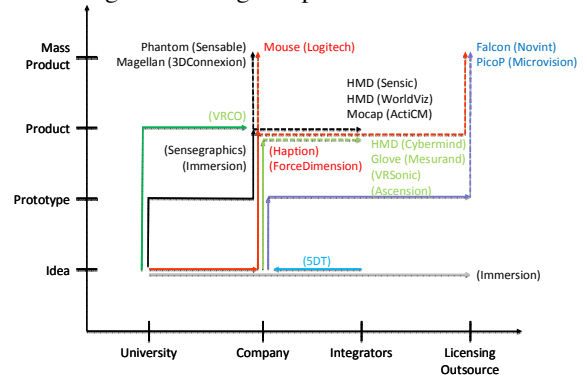 Mass
Product
Phantom (Sensable)
Magellan (3DConnexion)
Mouse (Logitech)
Falcon (Novint)
PicoP (Microvision)
HMD (Sensic)
HMD (WorldViz)
Mocap (ActiCM)
(VRCO)
Product
(Sensegraphics)
(Immersion)
(Haption)
(ForceDimension)
HMD (Cybermind)
Glove (Mesurand)
(VRSonic)
(Ascension)
Prototype
Idea
(5DT)
(Immersion)
University
Company
Integrators
Licensing
Outsource